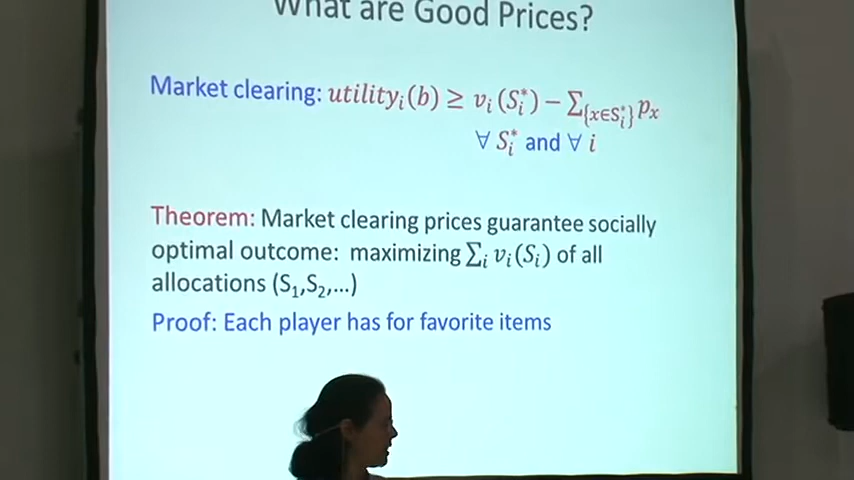 What are Good Prices?
Market clearing: utilityᵢ(b) ≥ vᵢ(Sᵢ*) − ∑_{x∈Sᵢ*} pₓ
∀ Sᵢ* and ∀ i
Theorem: Market clearing prices guarantee socially
optimal outcome: maximizing ∑ᵢ vᵢ(Sᵢ) of all
allocations (S₁,S₂,...)
Proof: Each player has for favorite items